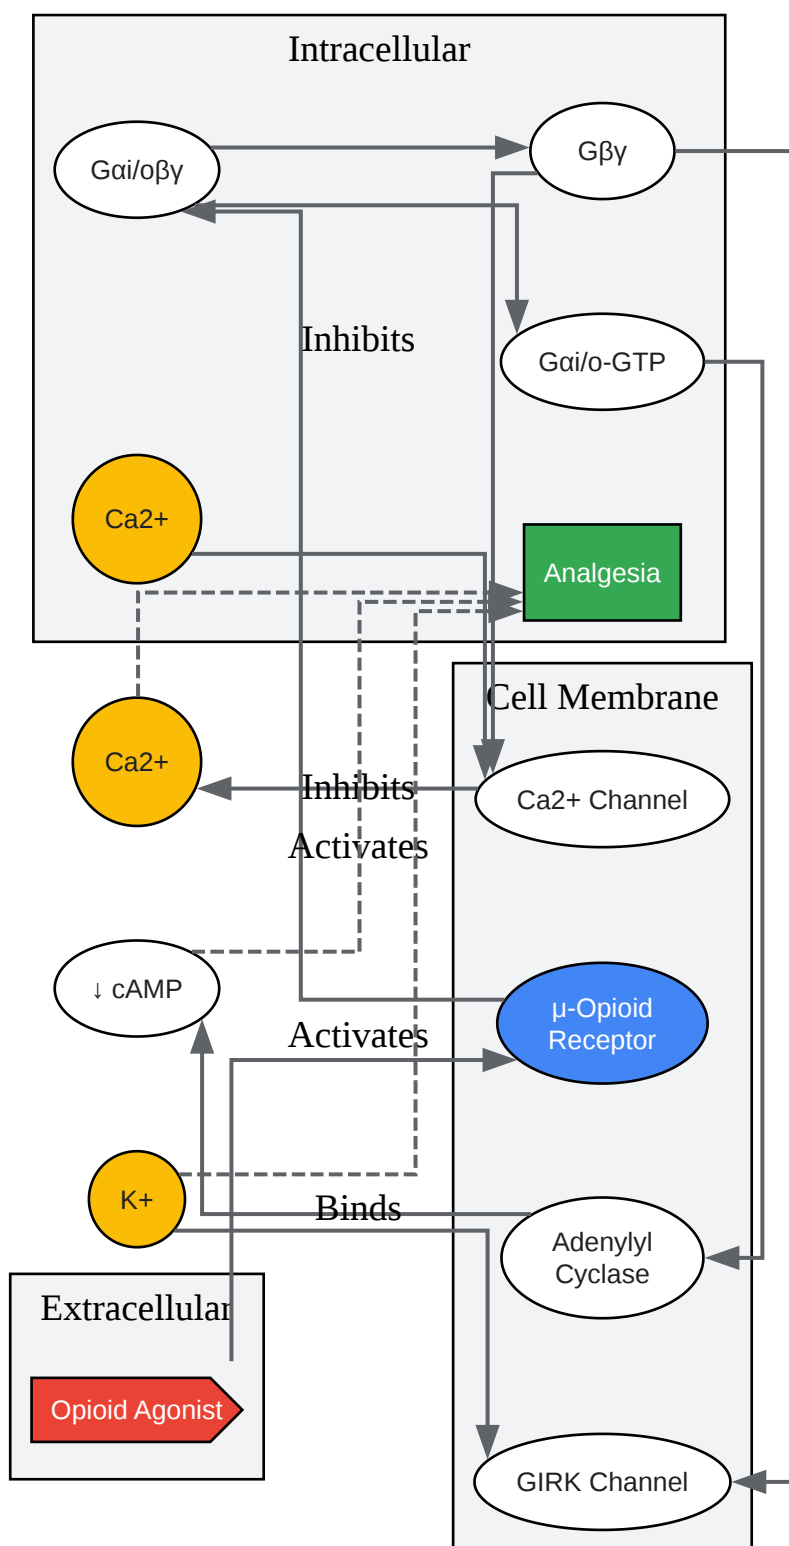 Intracellular
Gαi/oβγ
Gβγ
Inhibits
Gαi/o-GTP
Ca2+
Analgesia
Cell Membrane
Ca2+
Inhibits
Ca2+ Channel
Activates
↓ cAMP
μ-Opioid
Receptor
Activates
K+
Binds
Adenylyl
Cyclase
Extracellular
Opioid Agonist
GIRK Channel